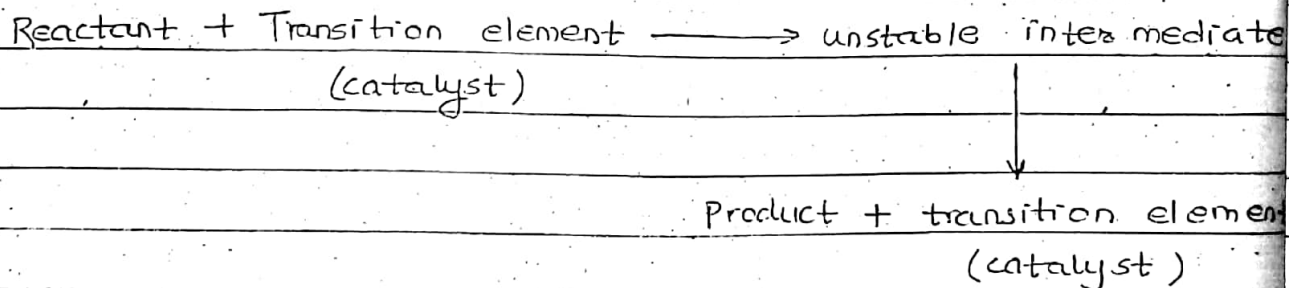 Reactant + Transition element ⟶ unstable intermediate
(catalyst)
Product + transition element
(catalyst)